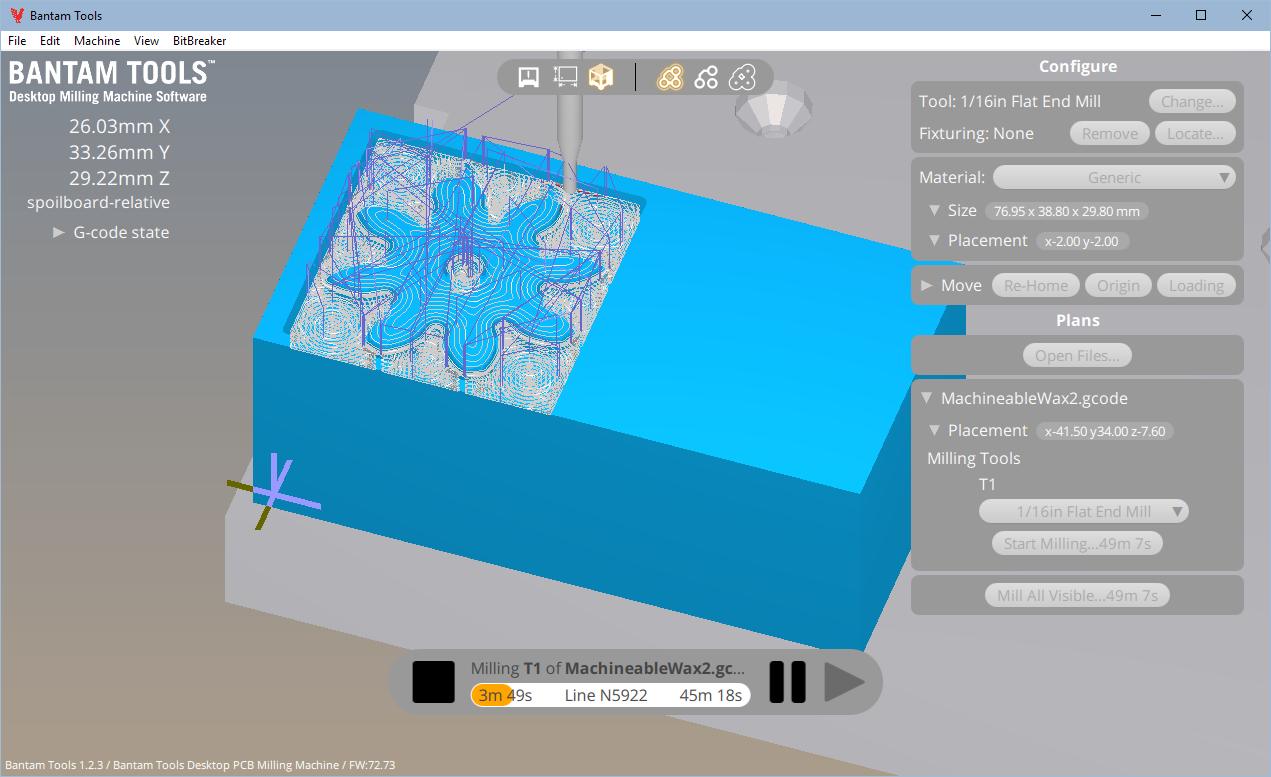 Bantam Tools
File Edit Machine View BitBreaker
BANTAM TOOLS™
Desktop Milling Machine Software
26.03mm X
33.26mm Y
29.22mm Z
spoilboard-relative
G-code state
Configure
Tool: 1/16in Flat End Mill Change...
Fixturing: None Remove Locate...
Material: Generic
Size 76.95 x 38.80 x 29.80 mm
Placement x-2.00 y-2.00
Move Re-Home Origin Loading
Plans
Open Files...
MachineableWax2.gcode
Placement x-41.50 y34.00 z-7.60
Milling Tools
T1
1/16in Flat End Mill
Start Milling...49m 7s
Mill All Visible...49m 7s
Milling T1 of MachineableWax2.gc...
3m 49s Line N5922 45m 18s
Bantam Tools 1.2.3 / Bantam Tools Desktop PCB Milling Machine / FW:72.73